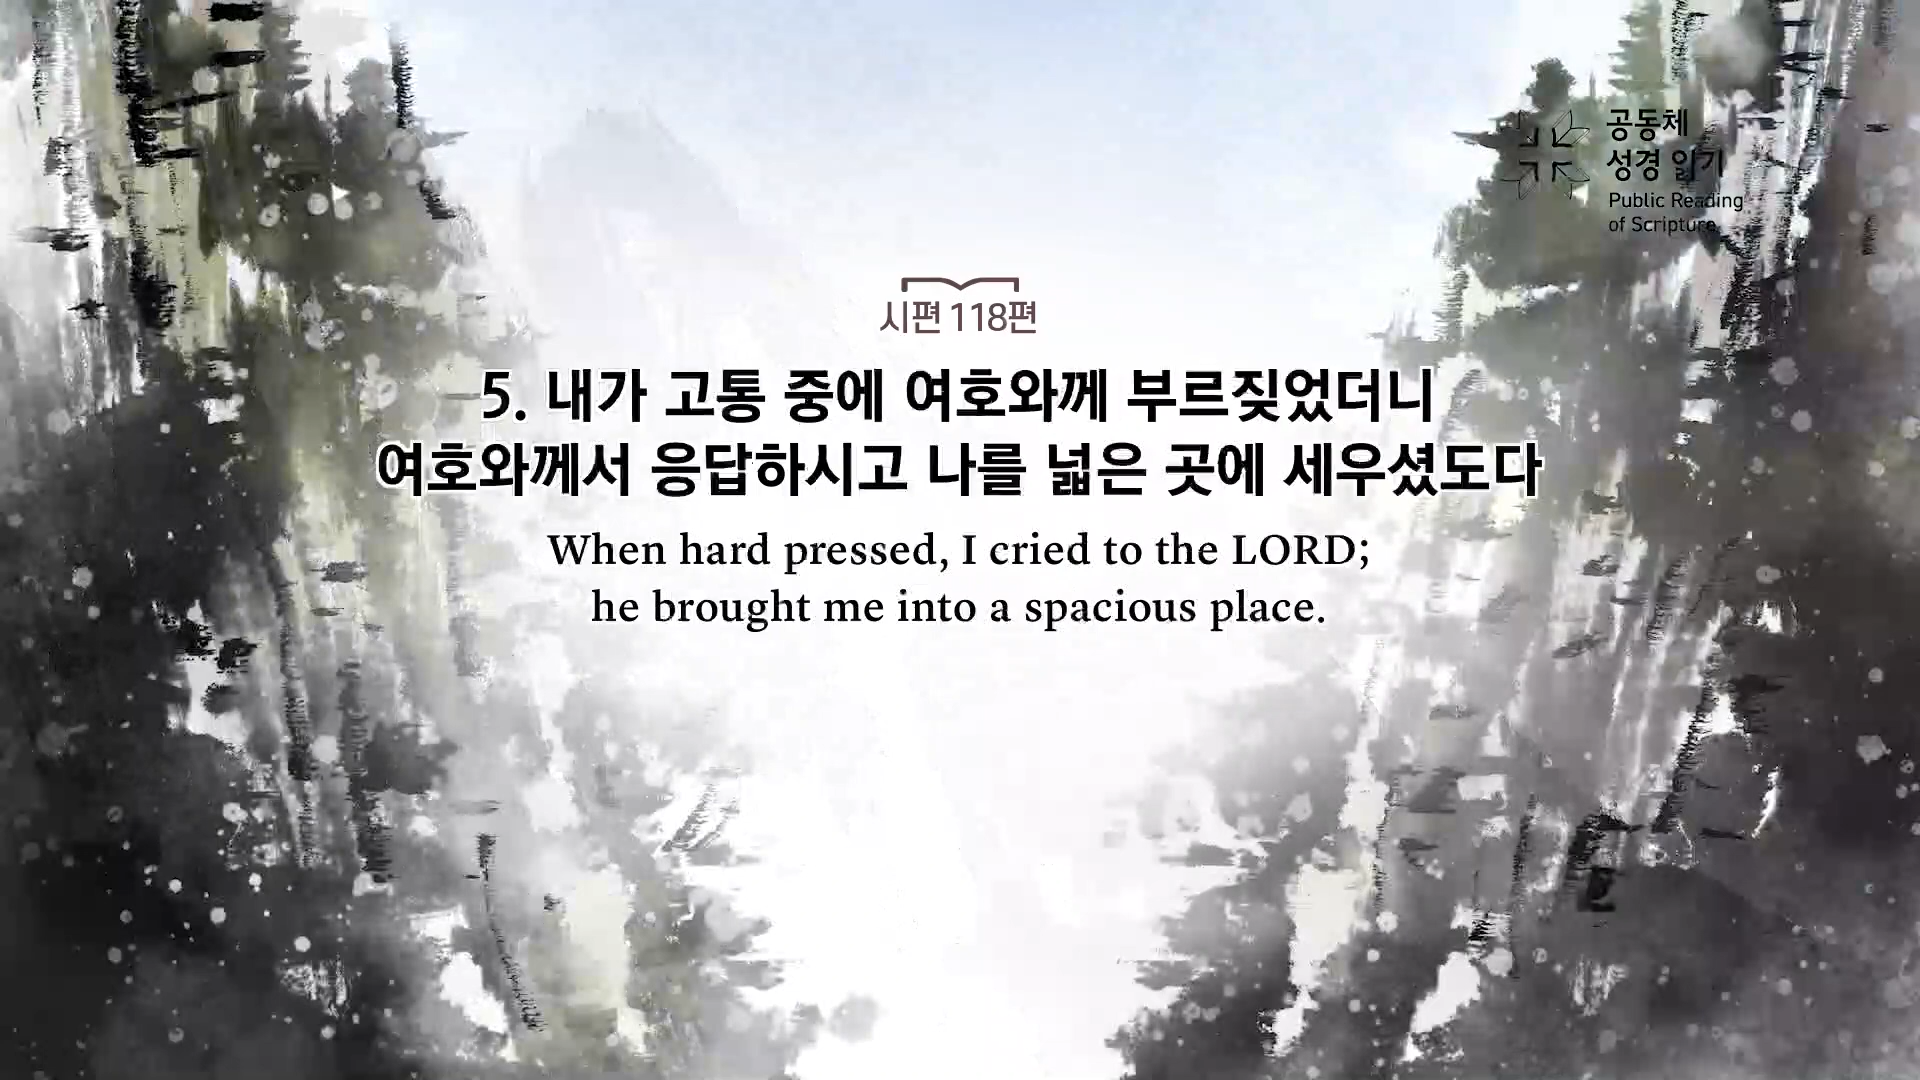 공동체
성경 읽기
Public Reading
of Scripture
시편 118편
5. 내가 고통 중에 여호와께 부르짖었더니
여호와께서 응답하시고 나를 넓은 곳에 세우셨도다
When hard pressed, I cried to the LORD;
he brought me into a spacious place.